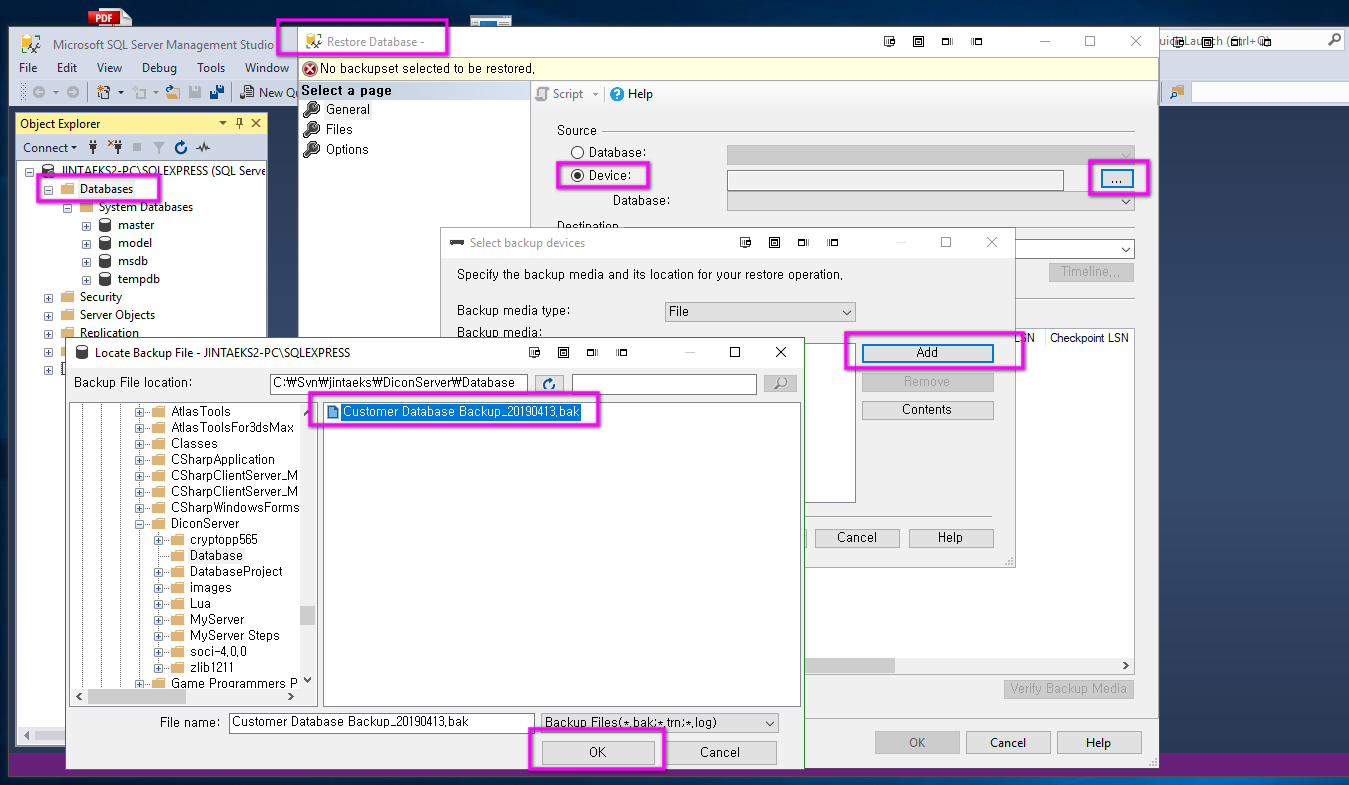 PDF
Microsoft SQL Server Management Studio
Restore Database -
File Edit View Debug Tools Window
New
No backupset selected to be restored.
Select a page
General
Files
Options
Script Help
Source
Database:
Device:
...
Database:
Destination
Timeline...
LSN Checkpoint LSN
Verify Backup Media
OK Cancel Help
Object Explorer
Connect
JINTAEKS2-PC\SQLEXPRESS (SQL Serve
Databases
System Databases
master
model
msdb
tempdb
Security
Server Objects
Replication
Select backup devices
Specify the backup media and its location for your restore operation.
Backup media type: File
Backup media:
Add
Remove
Contents
Cancel Help
Locate Backup File - JINTAEKS2-PC\SQLEXPRESS
Backup File location: C:₩Svn₩jintaeks₩DiconServer₩Database
AtlasTools
AtlasToolsFor3dsMax
Classes
CSharpApplication
CSharpClientServer_M
CSharpClientServer_M
CSharpWindowsForms
DiconServer
cryptopp565
Database
DatabaseProject
images
Lua
MyServer
MyServer Steps
soci-4.0.0
zlib1211
Game Programmers P
Customer Database Backup_20190413.bak
File name: Customer Database Backup_20190413.bak
Backup Files(*.bak;*.trn;*.log)
OK Cancel